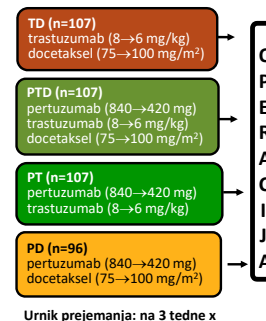 TD (n=107)
trastuzumab (8→6 mg/kg)
docetaksel (75→100 mg/m²)
PTD (n=107)
pertuzumab (840→420 mg)
trastuzumab (8→6 mg/kg)
docetaksel (75→100 mg/m²)
PT (n=107)
pertuzumab (840→420 mg)
trastuzumab (8→6 mg/kg)
PD (n=96)
pertuzumab (840→420 mg)
docetaksel (75→100 mg/m²)
O
P
E
R
A
C
I
J
A
Urnik prejemanja: na 3 tedne x